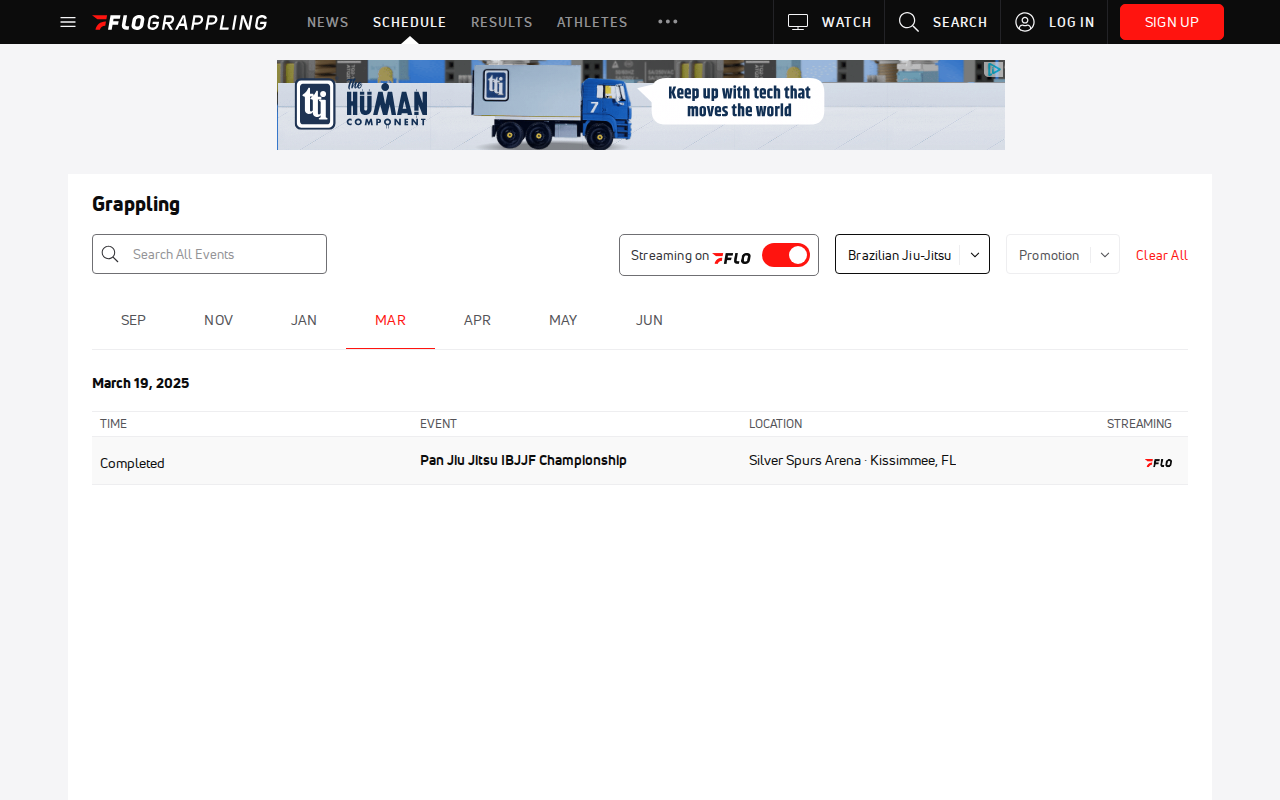 FLOGRAPPLING NEWS SCHEDULE RESULTS ATHLETES WATCH SEARCH LOG IN SIGN UP
tti the HUMAN COMPONENT
tti
7
Keep up with tech that
moves the world
Grappling
Search All Events
Streaming on FLO
Brazilian Jiu-Jitsu
Promotion
Clear All
SEP NOV JAN MAR APR MAY JUN
March 19, 2025
TIME EVENT LOCATION STREAMING
Completed Pan Jiu Jitsu IBJJF Championship Silver Spurs Arena · Kissimmee, FL FLO